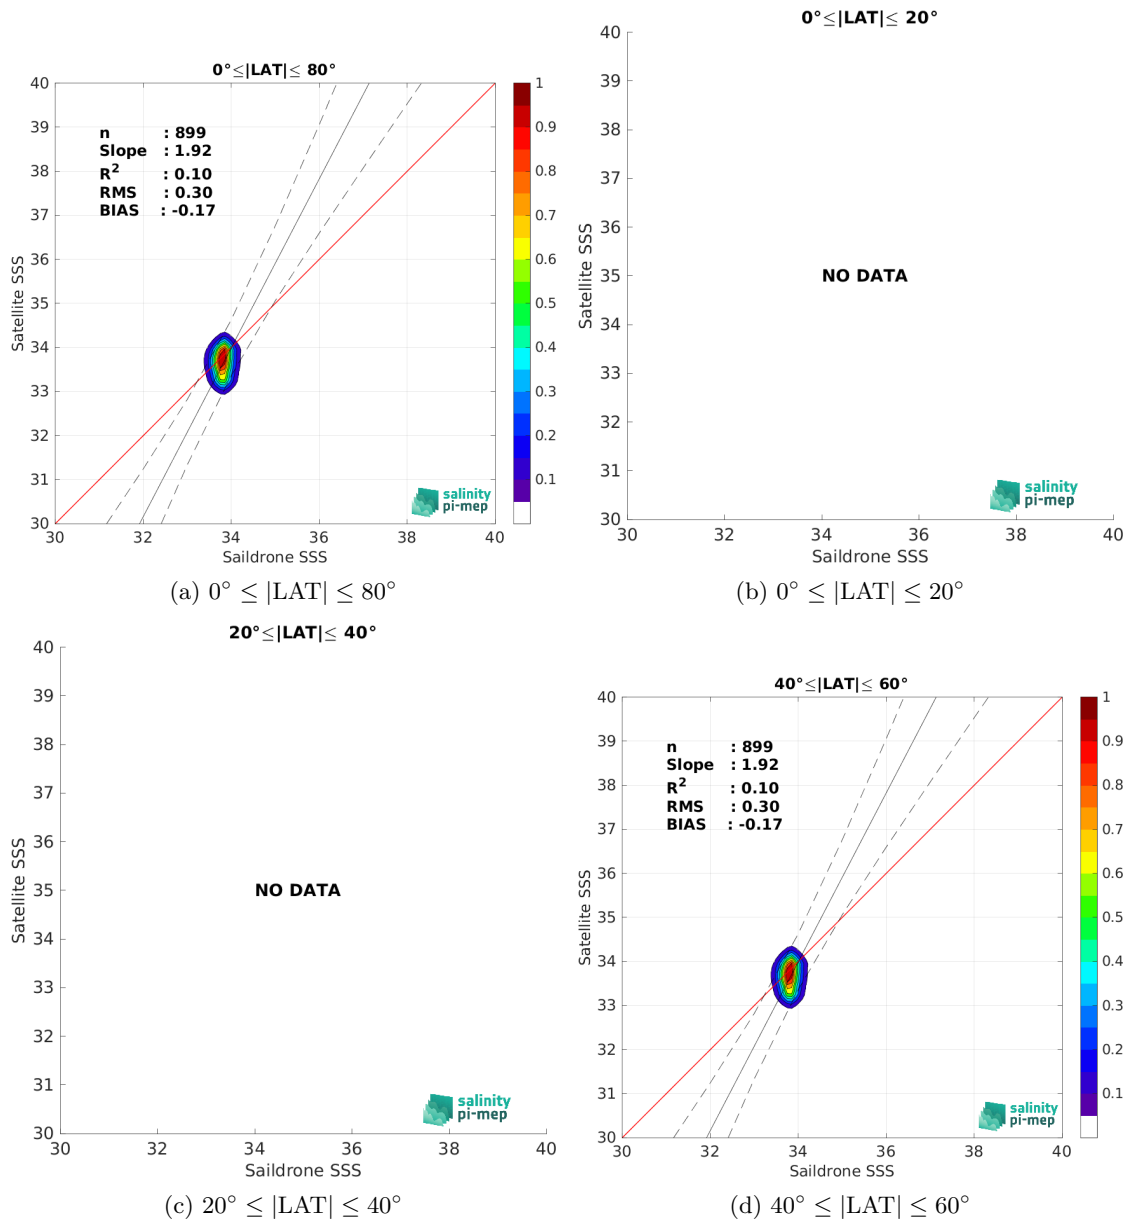 0°≤|LAT|≤ 80°
40
39
38
37
36
35
34
33
32
31
30
Satellite SSS
n : 899
Slope : 1.92
R² : 0.10
RMS : 0.30
BIAS : -0.17
salinity
pi-mep
30 32 34 36 38 40
Saildrone SSS
1
0.9
0.8
0.7
0.6
0.5
0.4
0.3
0.2
0.1
(a) 0° ≤ |LAT| ≤ 80°
0°≤|LAT|≤ 20°
40
39
38
37
36
35
34
33
32
31
30
Satellite SSS
NO DATA
salinity
pi-mep
30 32 34 36 38 40
Saildrone SSS
(b) 0° ≤ |LAT| ≤ 20°
20°≤|LAT|≤ 40°
40
39
38
37
36
35
34
33
32
31
30
Satellite SSS
NO DATA
salinity
pi-mep
30 32 34 36 38 40
Saildrone SSS
(c) 20° ≤ |LAT| ≤ 40°
40°≤|LAT|≤ 60°
40
39
38
37
36
35
34
33
32
31
30
Satellite SSS
n : 899
Slope : 1.92
R² : 0.10
RMS : 0.30
BIAS : -0.17
salinity
pi-mep
30 32 34 36 38 40
Saildrone SSS
1
0.9
0.8
0.7
0.6
0.5
0.4
0.3
0.2
0.1
(d) 40° ≤ |LAT| ≤ 60°